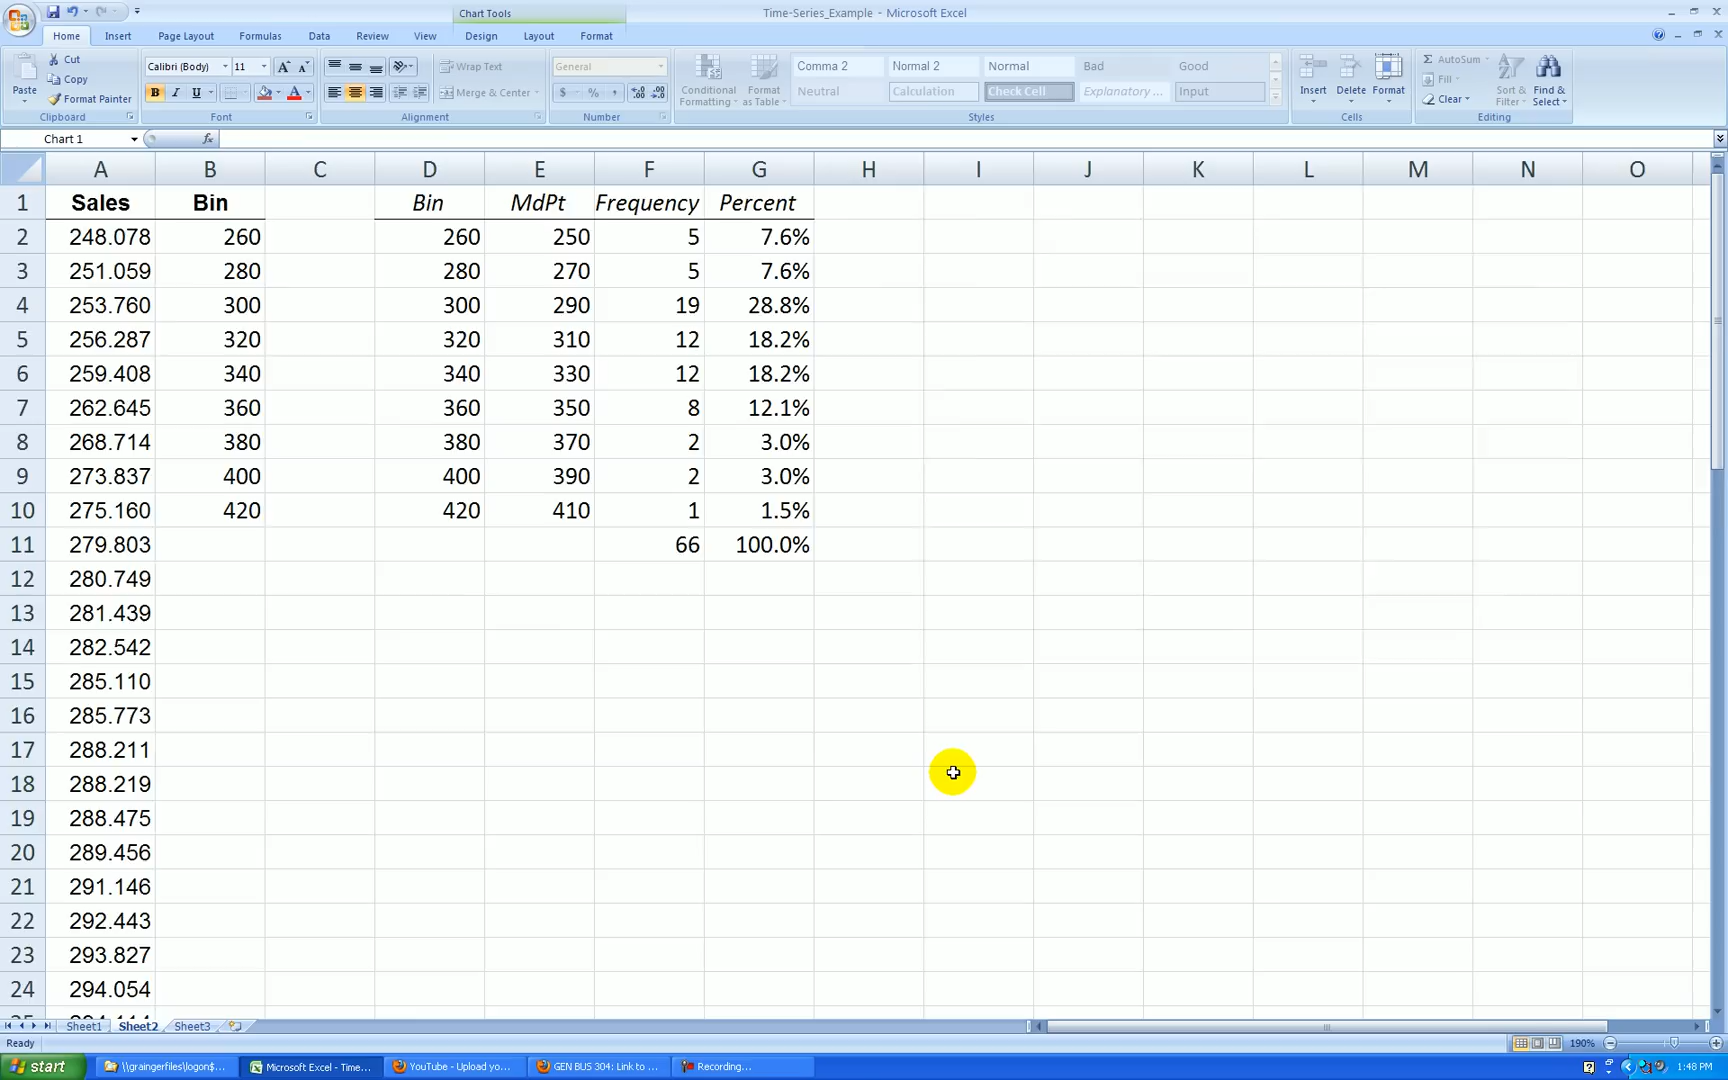 Chart Tools
Time-Series_Example - Microsoft Excel
Home Insert Page Layout Formulas Data Review View Design Layout Format
Paste Cut Copy Format Painter Clipboard
Calibri (Body) 11 A A B I U A Font
Wrap Text Merge & Center Alignment
General $ % , Number
Conditional Formatting Format as Table
Comma 2 Normal 2 Normal Bad Good
Neutral Calculation Check Cell Explanatory ... Input
Styles
Insert Delete Format Cells
Σ AutoSum Fill Clear Sort & Filter Find & Select Editing
Chart 1 fx
A B C D E F G H I J K L M N O
1 Sales Bin Bin MdPt Frequency Percent
2 248.078 260 260 250 5 7.6%
3 251.059 280 280 270 5 7.6%
4 253.760 300 300 290 19 28.8%
5 256.287 320 320 310 12 18.2%
6 259.408 340 340 330 12 18.2%
7 262.645 360 360 350 8 12.1%
8 268.714 380 380 370 2 3.0%
9 273.837 400 400 390 2 3.0%
10 275.160 420 420 410 1 1.5%
11 279.803 66 100.0%
12 280.749
13 281.439
14 282.542
15 285.110
16 285.773
17 288.211
18 288.219
19 288.475
20 289.456
21 291.146
22 292.443
23 293.827
24 294.054
Sheet1 Sheet2 Sheet3
Ready 190%
start \\graingerfiles\logon$... Microsoft Excel - Time... YouTube - Upload yo... GEN BUS 304: Link to ... Recording... 1:48 PM